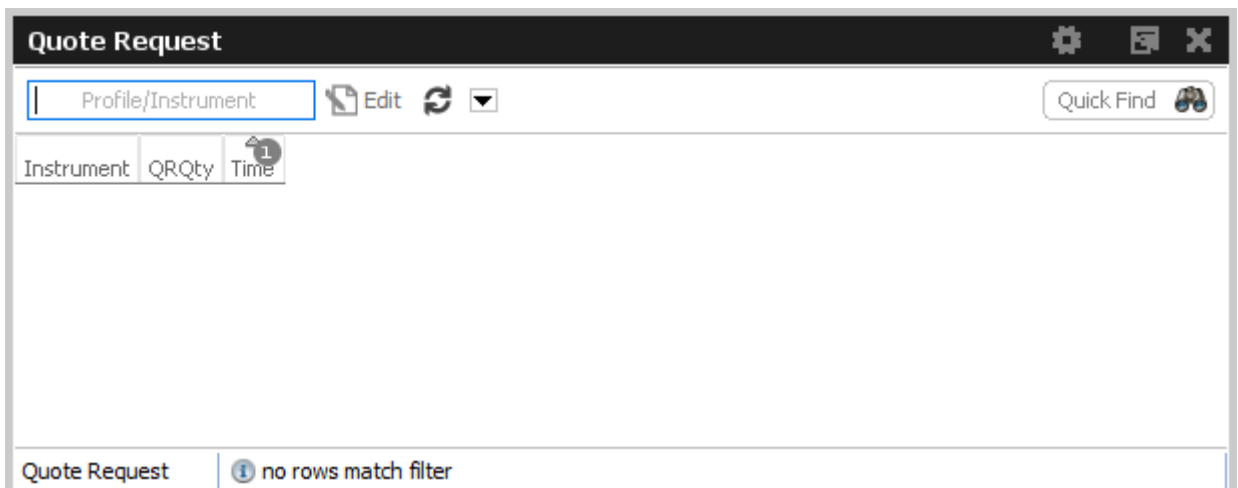 Quote Request
Profile/Instrument Edit Quick Find
Instrument QRQty Time 1
Quote Request no rows match filter